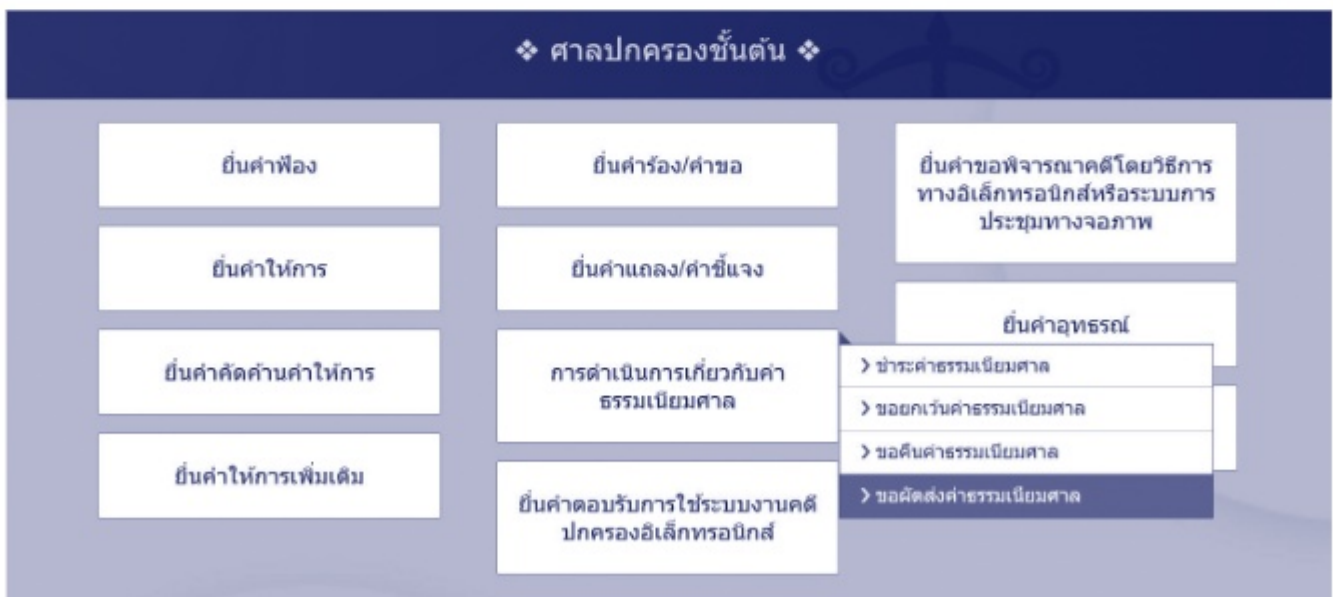 ❖ ศาลปกครองชั้นต้น ❖
ยื่นคำฟ้อง
ยื่นคำให้การ
ยื่นคำคัดค้านคำให้การ
ยื่นคำให้การเพิ่มเติม
ยื่นคำร้อง/คำขอ
ยื่นคำแถลง/คำชี้แจง
การดำเนินการเกี่ยวกับค่า
ธรรมเนียมศาล
ยื่นคำตอบรับการใช้ระบบงานคดี
ปกครองอิเล็กทรอนิกส์
ยื่นคำขอพิจารณาคดีโดยวิธีการ
ทางอิเล็กทรอนิกส์หรือระบบการ
ประชุมทางจอภาพ
ยื่นคำอุทธรณ์
❯ ชำระค่าธรรมเนียมศาล
❯ ขอยกเว้นค่าธรรมเนียมศาล
❯ ขอคืนค่าธรรมเนียมศาล
❯ ขอผัดส่งค่าธรรมเนียมศาล